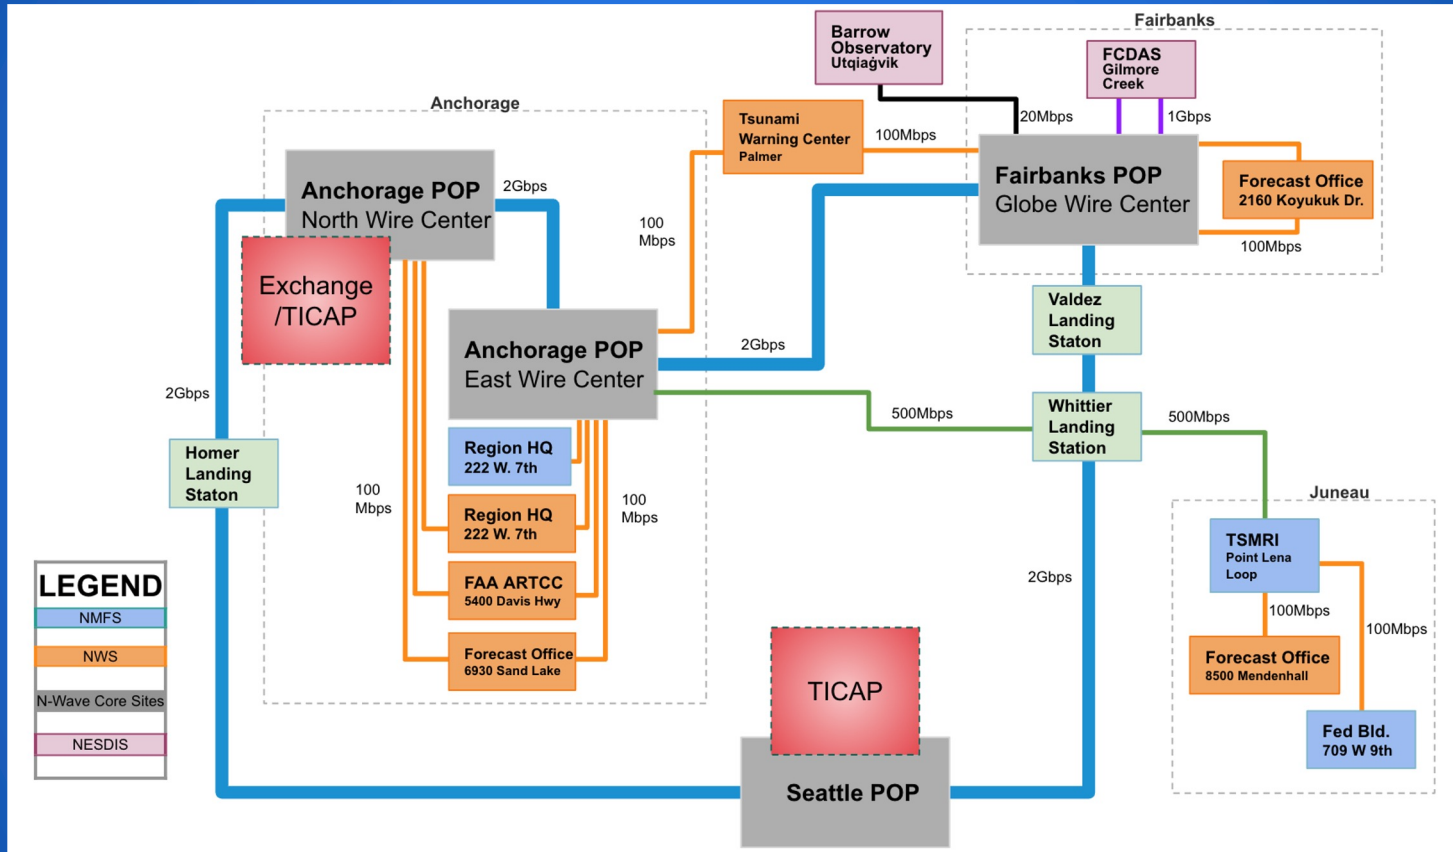 Fairbanks
Barrow
Observatory
Utqiaġvik
FCDAS
Gilmore
Creek
20Mbps
1Gbps
Anchorage
Tsunami
Warning Center
Palmer
100Mbps
Anchorage POP
North Wire Center
2Gbps
Fairbanks POP
Globe Wire Center
Forecast Office
2160 Koyukuk Dr.
100Mbps
100
Mbps
Exchange
/TICAP
Valdez
Landing
Staton
Anchorage POP
East Wire Center
2Gbps
2Gbps
500Mbps
Whittier
Landing
Station
500Mbps
Homer
Landing
Staton
Region HQ
222 W. 7th
100
Mbps
100
Mbps
Region HQ
222 W. 7th
FAA ARTCC
5400 Davis Hwy
Forecast Office
6930 Sand Lake
Juneau
TSMRI
Point Lena
Loop
2Gbps
100Mbps
100Mbps
Forecast Office
8500 Mendenhall
Fed Bld.
709 W 9th
LEGEND
NMFS
NWS
N-Wave Core Sites
NESDIS
TICAP
Seattle POP